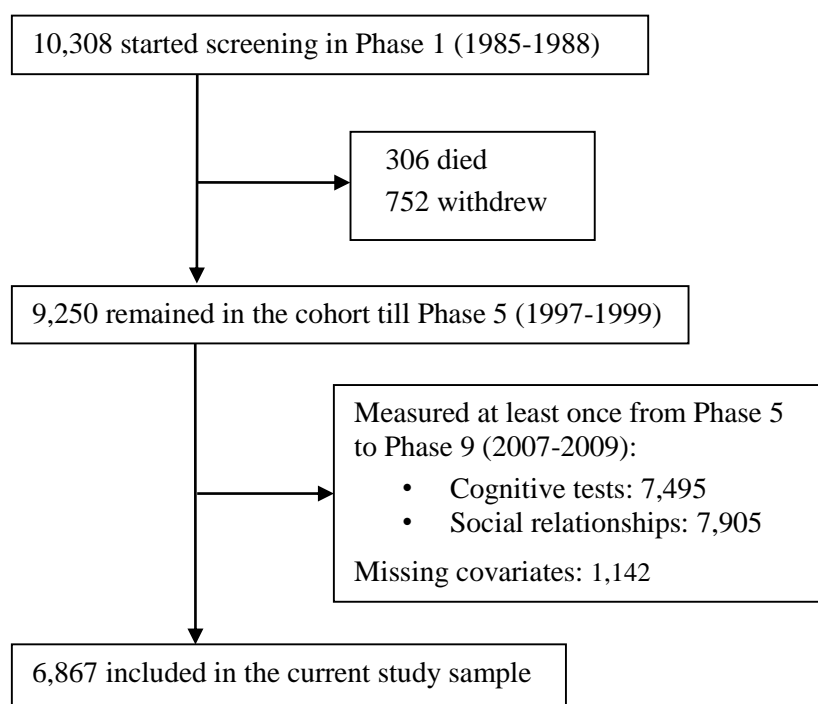 10,308 started screening in Phase 1 (1985-1988)
306 died
752 withdrew
9,250 remained in the cohort till Phase 5 (1997-1999)
Measured at least once from Phase 5
to Phase 9 (2007-2009):
• Cognitive tests: 7,495
• Social relationships: 7,905
Missing covariates: 1,142
6,867 included in the current study sample